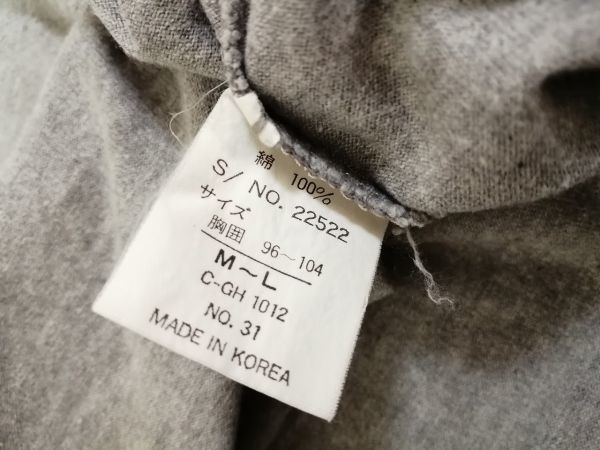 綿 100%
S/NO. 22522
サイズ
胸囲 96～104
M～L
C-GH 1012
NO. 31
MADE IN KOREA